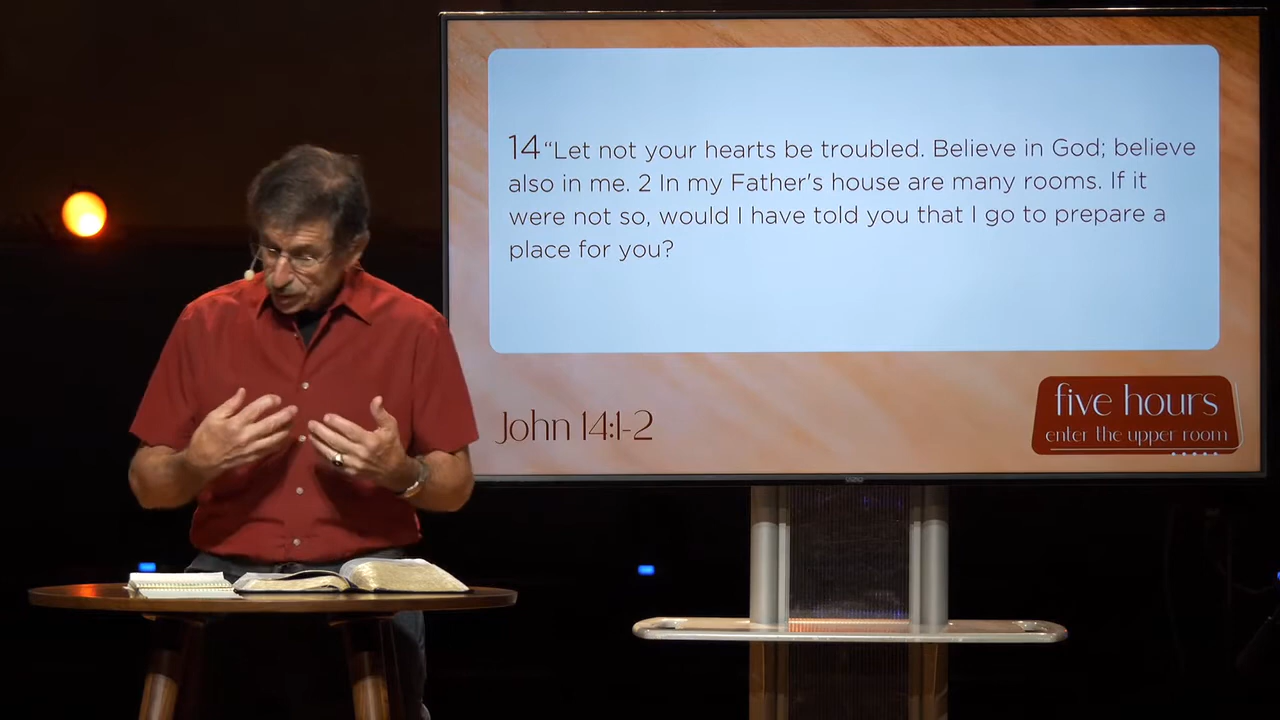 14 “Let not your hearts be troubled. Believe in God; believe
also in me. 2 In my Father's house are many rooms. If it
were not so, would I have told you that I go to prepare a
place for you?
John 14:1-2
five hours
enter the upper room